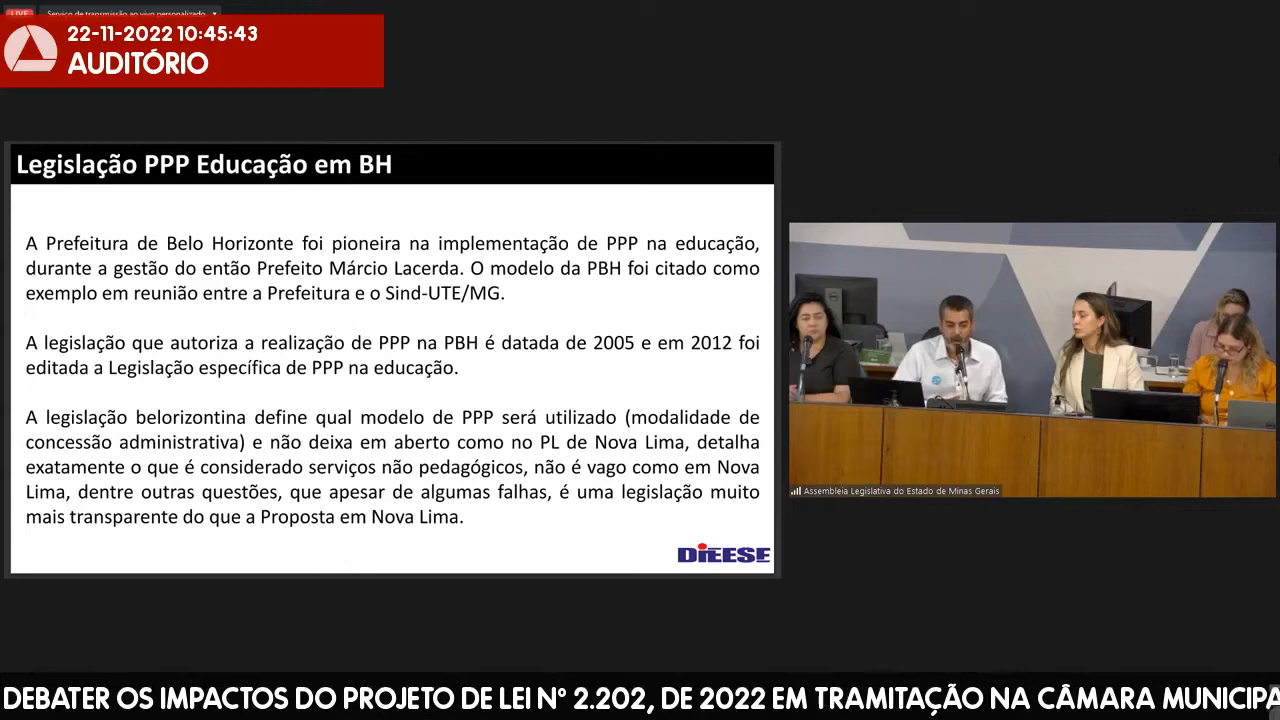 LIVE Serviço de transmissão ao vivo personalizado
22-11-2022 10:45:43
AUDITÓRIO
Legislação PPP Educação em BH
A Prefeitura de Belo Horizonte foi pioneira na implementação de PPP na educação,
durante a gestão do então Prefeito Márcio Lacerda. O modelo da PBH foi citado como
exemplo em reunião entre a Prefeitura e o Sind-UTE/MG.
A legislação que autoriza a realização de PPP na PBH é datada de 2005 e em 2012 foi
editada a Legislação específica de PPP na educação.
A legislação belorizontina define qual modelo de PPP será utilizado (modalidade de
concessão administrativa) e não deixa em aberto como no PL de Nova Lima, detalha
exatamente o que é considerado serviços não pedagógicos, não é vago como em Nova
Lima, dentre outras questões, que apesar de algumas falhas, é uma legislação muito
mais transparente do que a Proposta em Nova Lima.
DIEESE
Assembleia Legislativa do Estado de Minas Gerais
DEBATER OS IMPACTOS DO PROJETO DE LEI Nº 2.202, DE 2022 EM TRAMITAÇÃO NA CÂMARA MUNICIPA